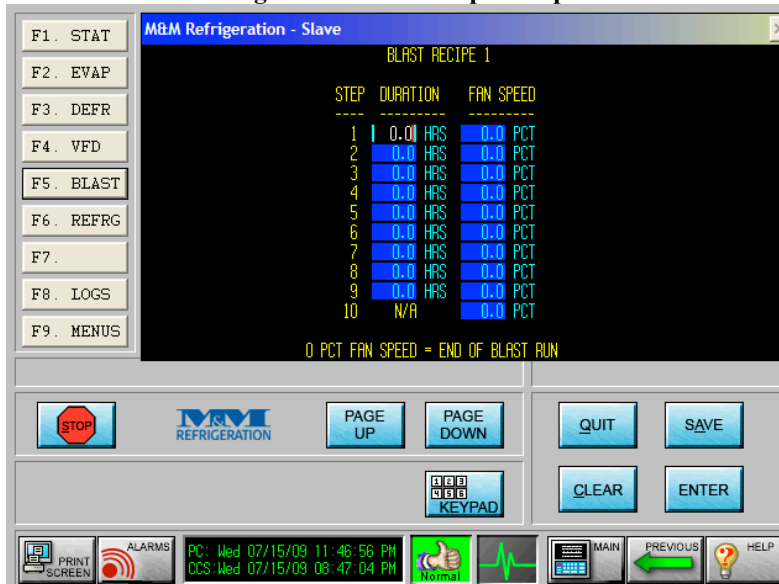 F1. STAT
F2. EVAP
F3. DEFR
F4. VFD
F5. BLAST
F6. REFRG
F7.
F8. LOGS
F9. MENUS
M&M Refrigeration - Slave
BLAST RECIPE 1
STEP DURATION FAN SPEED
---- --------- ---------
1 0.0 HRS 0.0 PCT
2 0.0 HRS 0.0 PCT
3 0.0 HRS 0.0 PCT
4 0.0 HRS 0.0 PCT
5 0.0 HRS 0.0 PCT
6 0.0 HRS 0.0 PCT
7 0.0 HRS 0.0 PCT
8 0.0 HRS 0.0 PCT
9 0.0 HRS 0.0 PCT
10 N/A 0.0 PCT
0 PCT FAN SPEED = END OF BLAST RUN
STOP
M&M
REFRIGERATION
PAGE
UP
PAGE
DOWN
QUIT
SAVE
1 2 3
4 5 6
KEYPAD
CLEAR
ENTER
PRINT
SCREEN
ALARMS
PC: Wed 07/15/09 11:46:56 PM
CCS:Wed 07/15/09 08:47:04 PM
Normal
MAIN
PREVIOUS
HELP